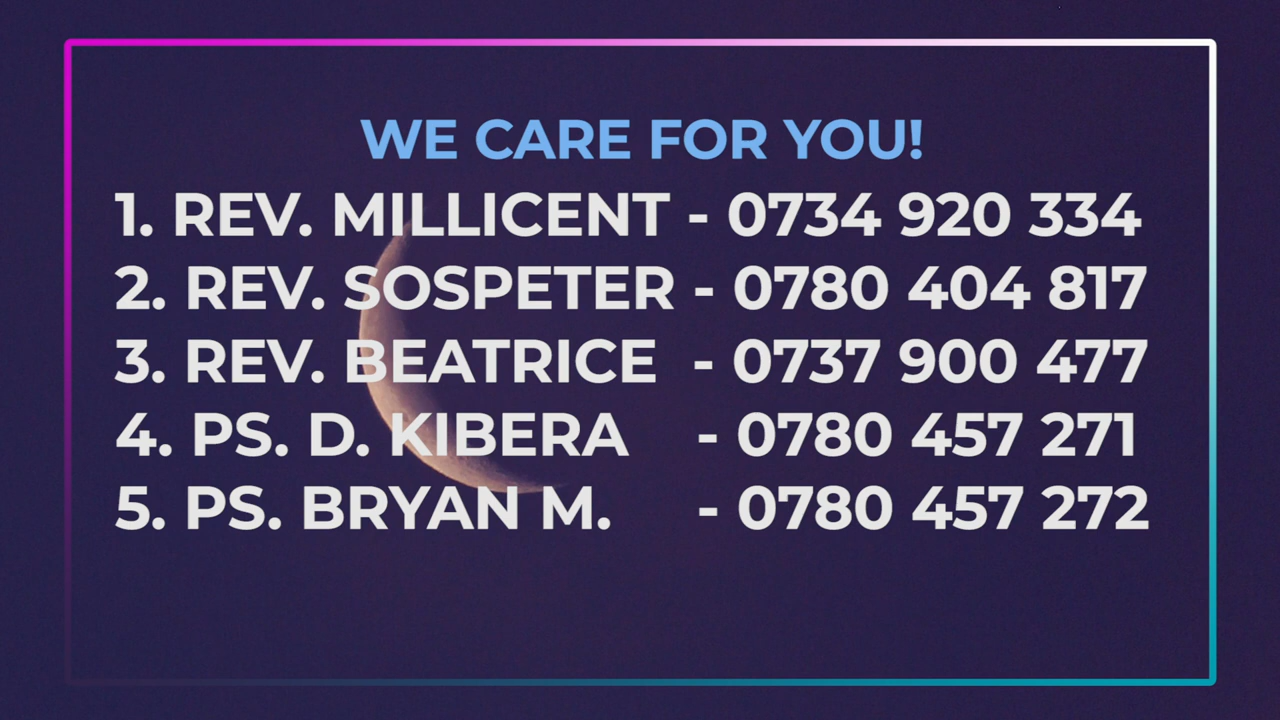 WE CARE FOR YOU!
1. REV. MILLICENT - 0734 920 334
2. REV. SOSPETER - 0780 404 817
3. REV. BEATRICE - 0737 900 477
4. PS. D. KIBERA - 0780 457 271
5. PS. BRYAN M. - 0780 457 272